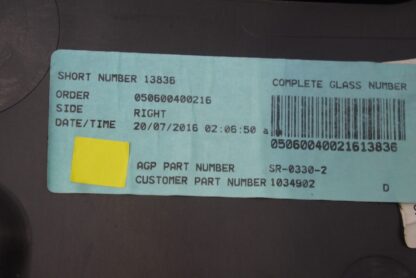 SHORT NUMBER 13836
COMPLETE GLASS NUMBER
ORDER 050600400216
SIDE RIGHT
DATE/TIME 20/07/2016 02:06:50 a
05060040021613836
AGP PART NUMBER SR-0330-2
CUSTOMER PART NUMBER 1034902 D